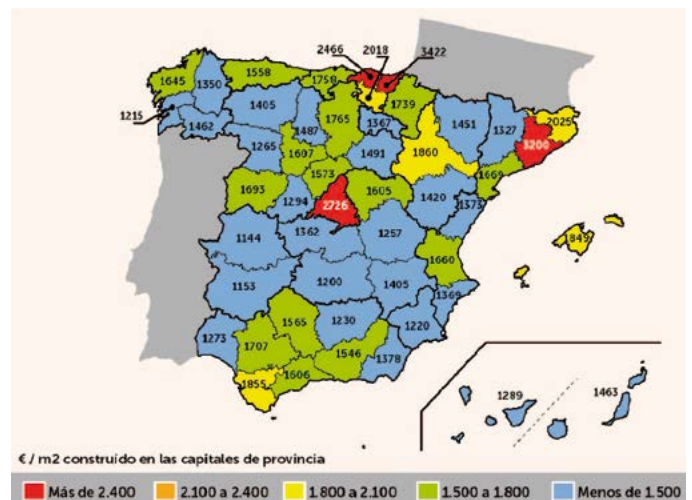 2466 2018 3422
1645 1350 1558 1758
1739
1215 1462 1405 1487 1765 1367 1451 1327 2025
1265 1607 1491 1860 3200
1693 1573 1605 1669
1294 2726 1420 1373
1144 1362 1257 1849
1660
1153 1200 1405 1369
1273 1565 1230 1220
1707 1546 1378
1855 1606
1289 1463
€ / m2 construído en las capitales de provincia
Más de 2.400 2.100 a 2.400 1.800 a 2.100 1.500 a 1.800 Menos de 1.500